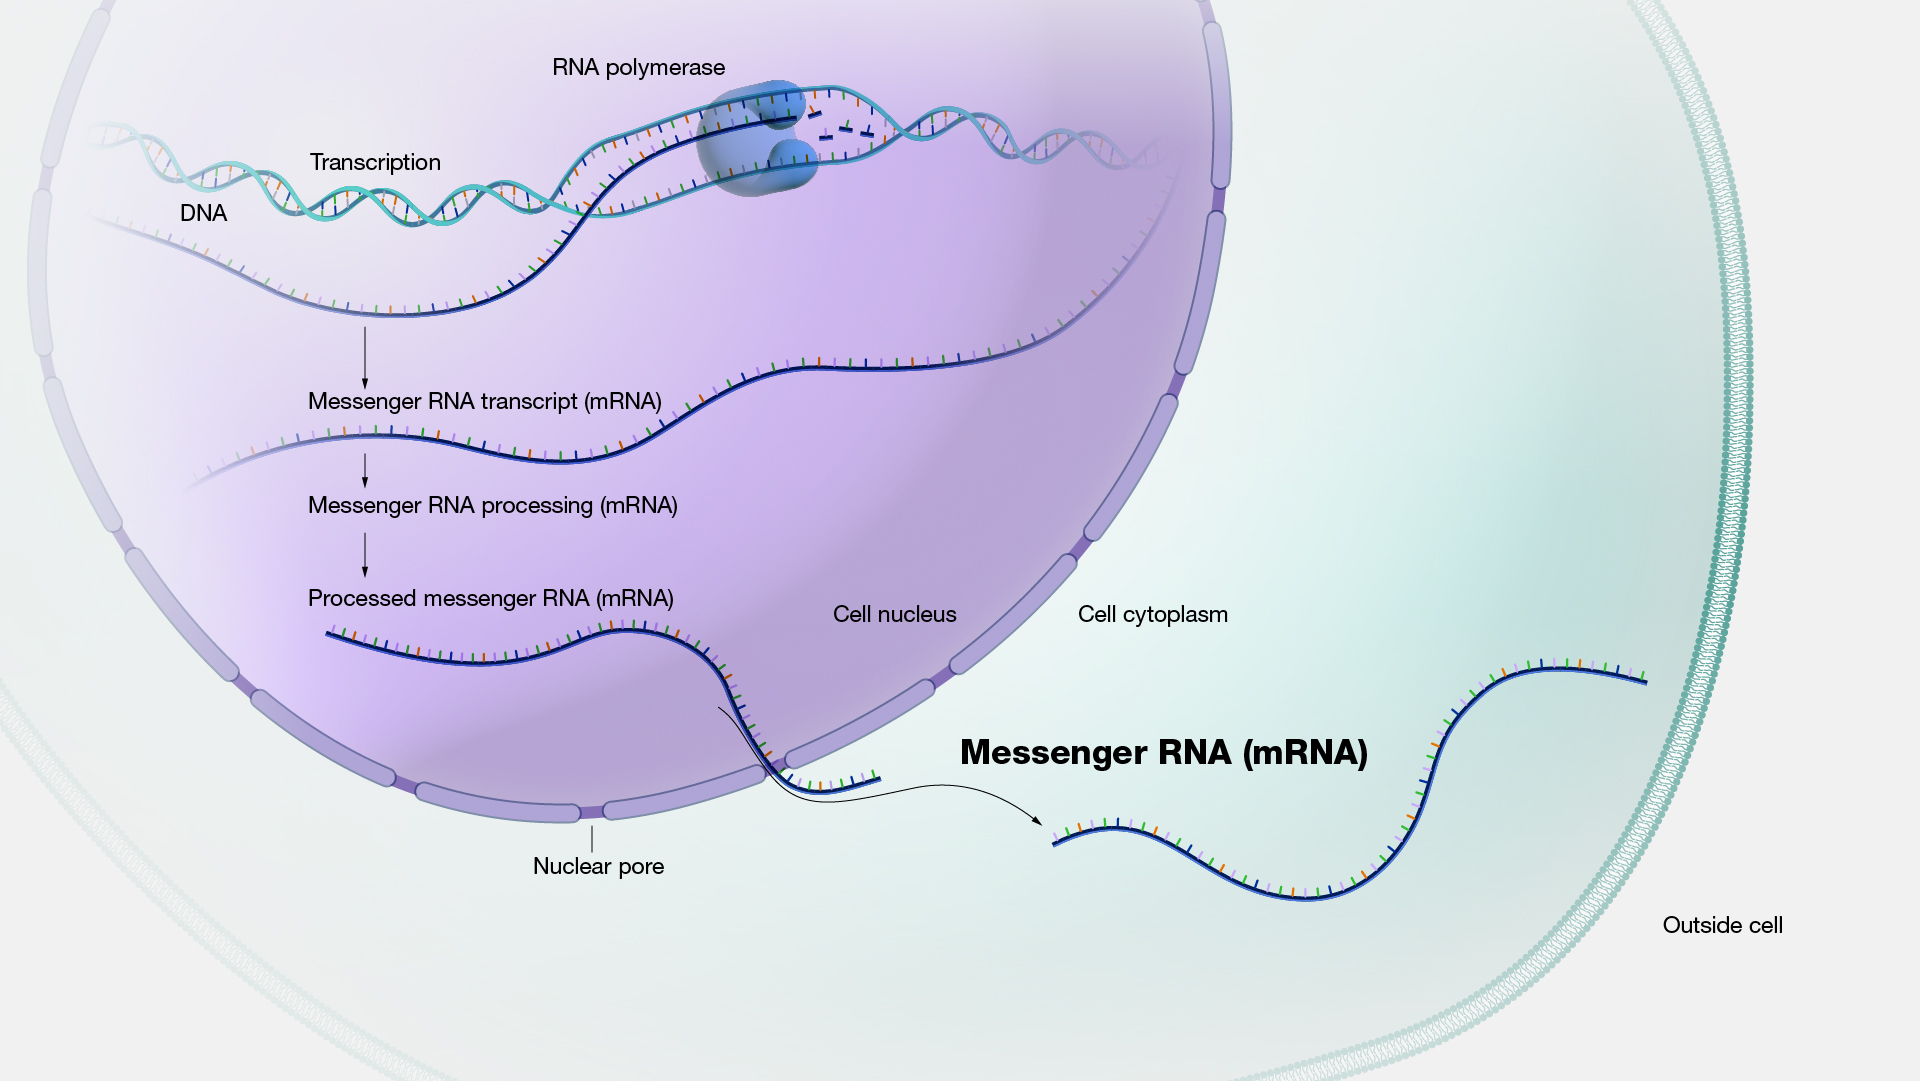 RNA polymerase
Transcription
DNA
Messenger RNA transcript (mRNA)
Messenger RNA processing (mRNA)
Processed messenger RNA (mRNA)
Cell nucleus
Cell cytoplasm
Messenger RNA (mRNA)
Nuclear pore
Outside cell